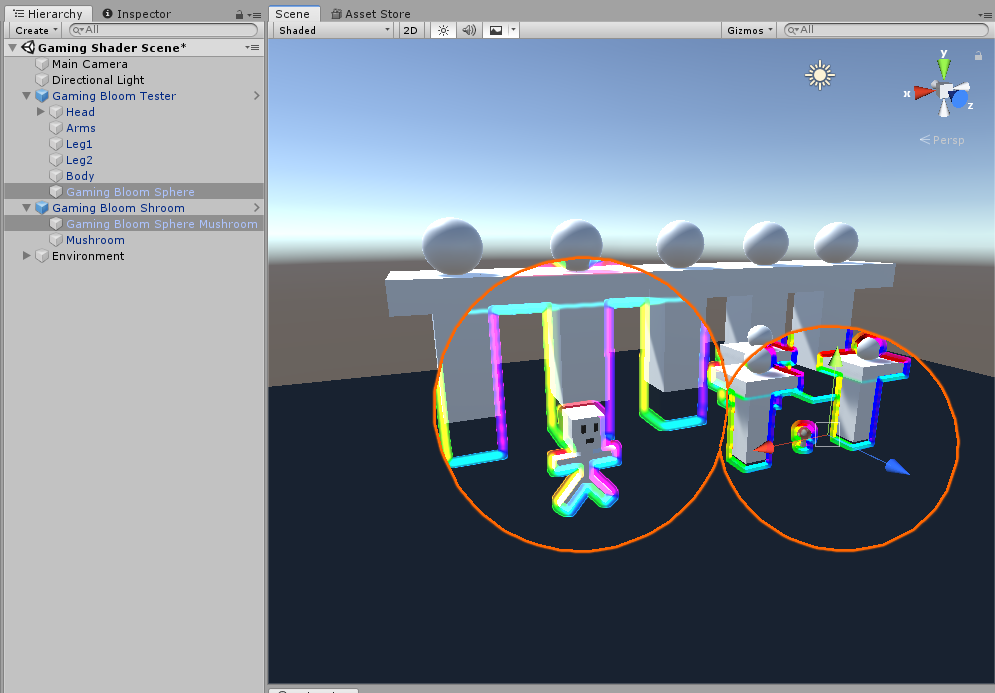 Hierarchy Inspector
Create All
Gaming Shader Scene*
Main Camera
Directional Light
Gaming Bloom Tester
Head
Arms
Leg1
Leg2
Body
Gaming Bloom Sphere
Gaming Bloom Shroom
Gaming Bloom Sphere Mushroom
Mushroom
Environment
Scene Asset Store
Shaded 2D Gizmos All
y
x
z
Persp